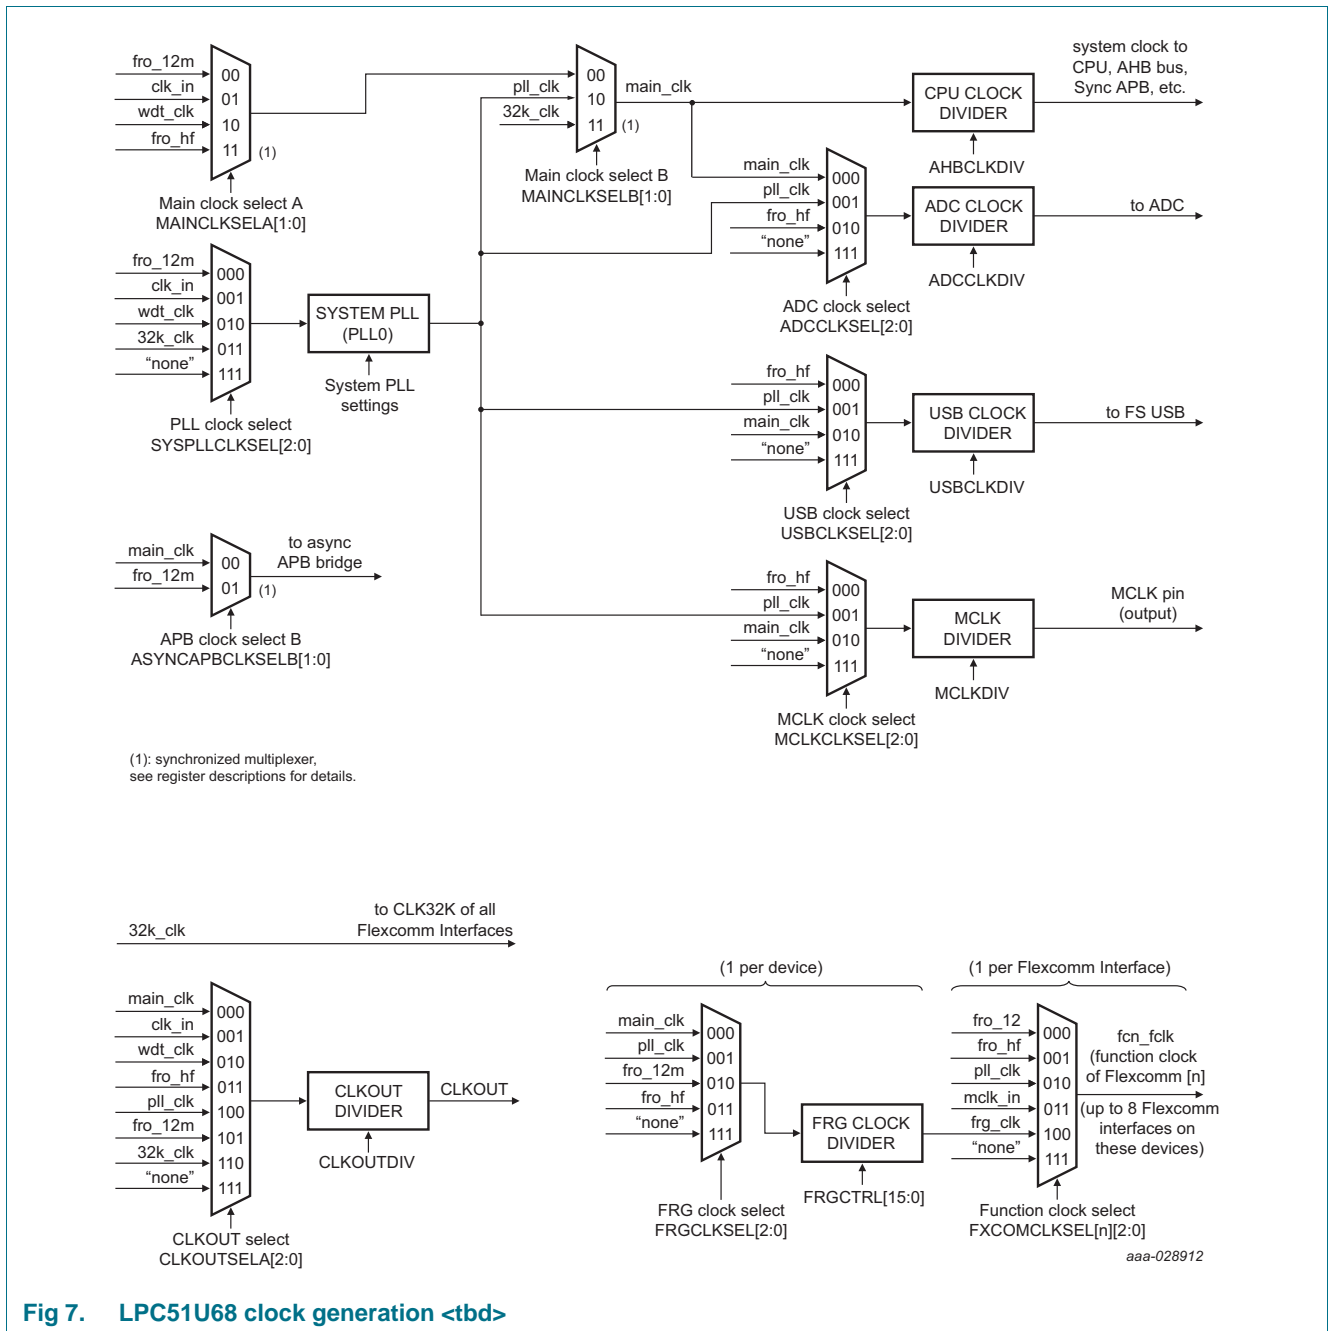 fro_12m
clk_in
wdt_clk
fro_hf
00
01
10
11
(1)
Main clock select A
MAINCLKSELA[1:0]
pll_clk
32k_clk
00
10
11
(1)
main_clk
Main clock select B
MAINCLKSELB[1:0]
CPU CLOCK
DIVIDER
AHBCLKDIV
system clock to
CPU, AHB bus,
Sync APB, etc.
main_clk
pll_clk
fro_hf
“none”
000
001
010
111
ADC clock select
ADCCLKSEL[2:0]
ADC CLOCK
DIVIDER
ADCCLKDIV
to ADC
fro_12m
clk_in
wdt_clk
32k_clk
“none”
000
001
010
011
111
PLL clock select
SYSPLLCLKSEL[2:0]
SYSTEM PLL
(PLL0)
System PLL
settings
fro_hf
pll_clk
main_clk
“none”
000
001
010
111
USB clock select
USBCLKSEL[2:0]
USB CLOCK
DIVIDER
USBCLKDIV
to FS USB
main_clk
fro_12m
00
01
(1)
to async
APB bridge
APB clock select B
ASYNCAPBCLKSELB[1:0]
fro_hf
pll_clk
main_clk
“none”
000
001
010
111
MCLK clock select
MCLKCLKSEL[2:0]
MCLK
DIVIDER
MCLKDIV
MCLK pin
(output)
(1): synchronized multiplexer,
see register descriptions for details.
32k_clk
to CLK32K of all
Flexcomm Interfaces
main_clk
clk_in
wdt_clk
fro_hf
pll_clk
fro_12m
32k_clk
“none”
000
001
010
011
100
101
110
111
CLKOUT select
CLKOUTSELA[2:0]
CLKOUT
DIVIDER
CLKOUTDIV
CLKOUT
(1 per device)
main_clk
pll_clk
fro_12m
fro_hf
“none”
000
001
010
011
111
FRG clock select
FRGCLKSEL[2:0]
FRG CLOCK
DIVIDER
FRGCTRL[15:0]
(1 per Flexcomm Interface)
fro_12
fro_hf
pll_clk
mclk_in
frg_clk
“none”
000
001
010
011
100
111
Function clock select
FXCOMCLKSEL[n][2:0]
fcn_fclk
(function clock
of Flexcomm [n]
(up to 8 Flexcomm
interfaces on
these devices)
aaa-028912
Fig 7. LPC51U68 clock generation <tbd>